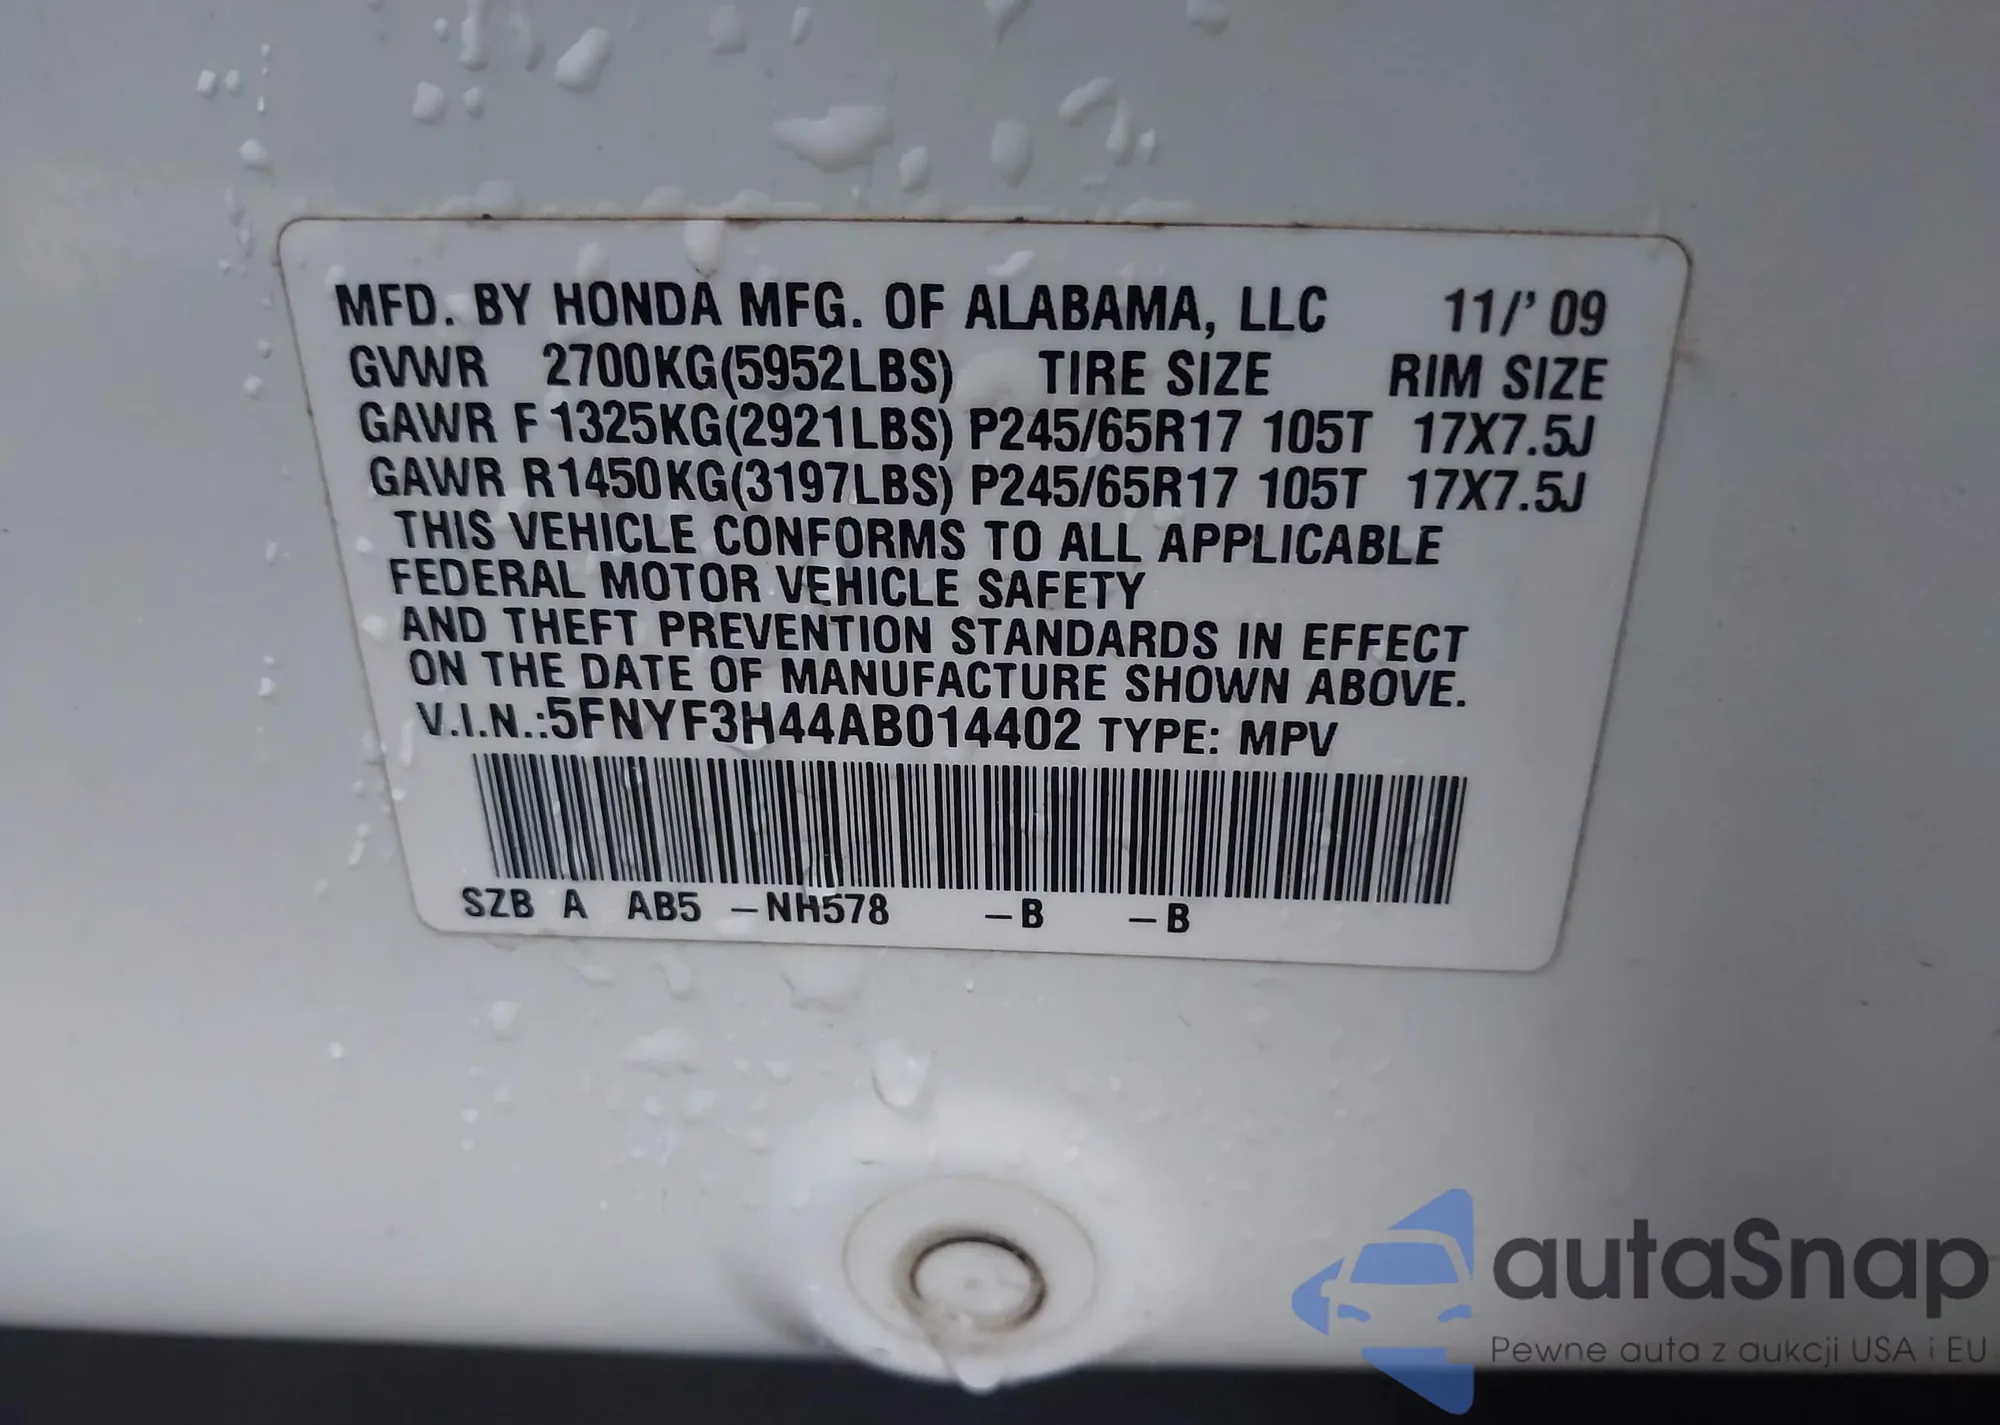 MFD. BY HONDA MFG. OF ALABAMA, LLC 11/' 09
GVWR 2700KG(5952LBS) TIRE SIZE RIM SIZE
GAWR F 1325KG(2921LBS) P245/65R17 105T 17X7.5J
GAWR R1450KG(3197LBS) P245/65R17 105T 17X7.5J
THIS VEHICLE CONFORMS TO ALL APPLICABLE
FEDERAL MOTOR VEHICLE SAFETY
AND THEFT PREVENTION STANDARDS IN EFFECT
ON THE DATE OF MANUFACTURE SHOWN ABOVE.
V.I.N.:5FNYF3H44AB014402 TYPE: MPV
SZB A AB5 -NH578 -B -B
autaSnap
Pewne auta z aukcji USA i EU